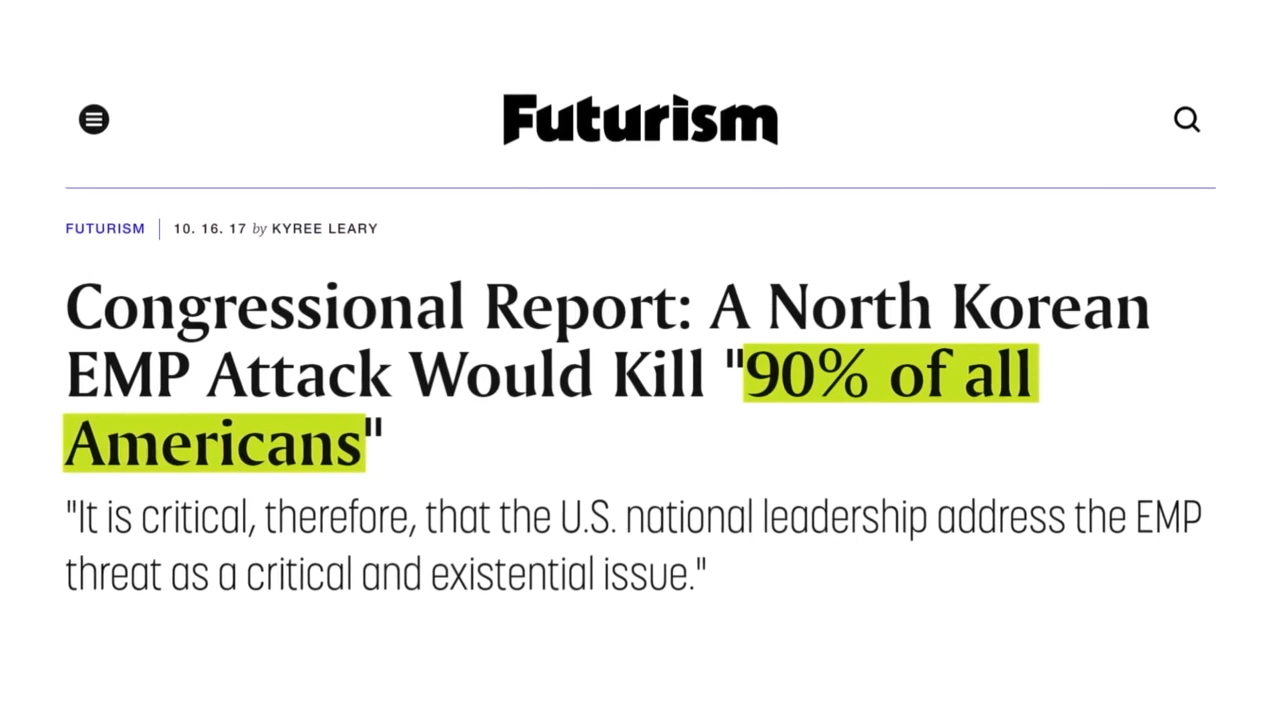 Futurism
FUTURISM | 10. 16. 17 by KYREE LEARY
Congressional Report: A North Korean
EMP Attack Would Kill "90% of all
Americans"
"It is critical, therefore, that the U.S. national leadership address the EMP
threat as a critical and existential issue."